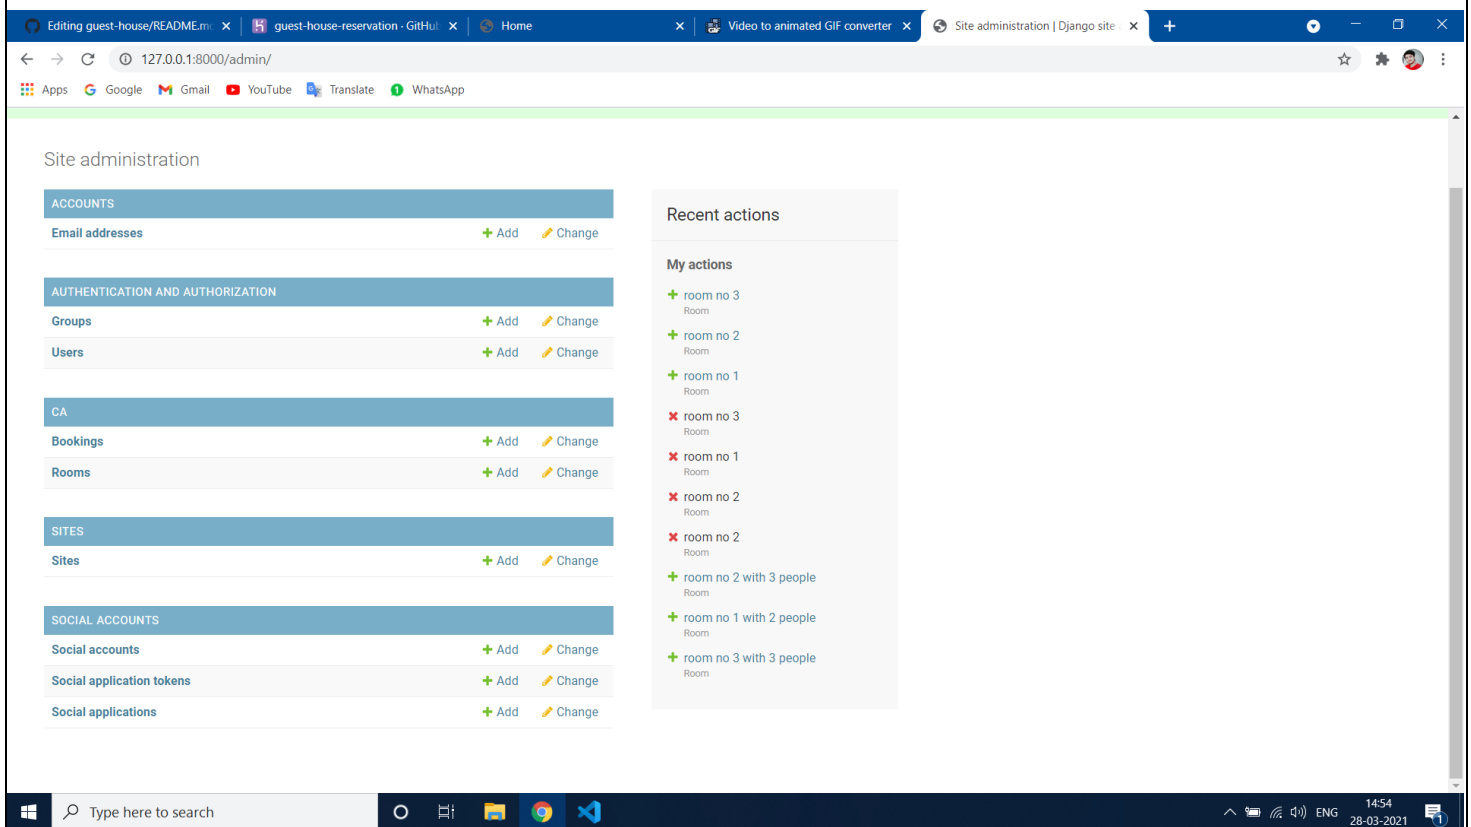 Editing guest-house/README.mc
guest-house-reservation · GitHub
Home
Video to animated GIF converter
Site administration | Django site a
127.0.0.1:8000/admin/
Apps Google Gmail YouTube Translate WhatsApp
Site administration
ACCOUNTS
Email addresses Add Change
AUTHENTICATION AND AUTHORIZATION
Groups Add Change
Users Add Change
CA
Bookings Add Change
Rooms Add Change
SITES
Sites Add Change
SOCIAL ACCOUNTS
Social accounts Add Change
Social application tokens Add Change
Social applications Add Change
Recent actions
My actions
room no 3
Room
room no 2
Room
room no 1
Room
room no 3
Room
room no 1
Room
room no 2
Room
room no 2
Room
room no 2 with 3 people
Room
room no 1 with 2 people
Room
room no 3 with 3 people
Room
Type here to search
ENG
14:54
28-03-2021
1